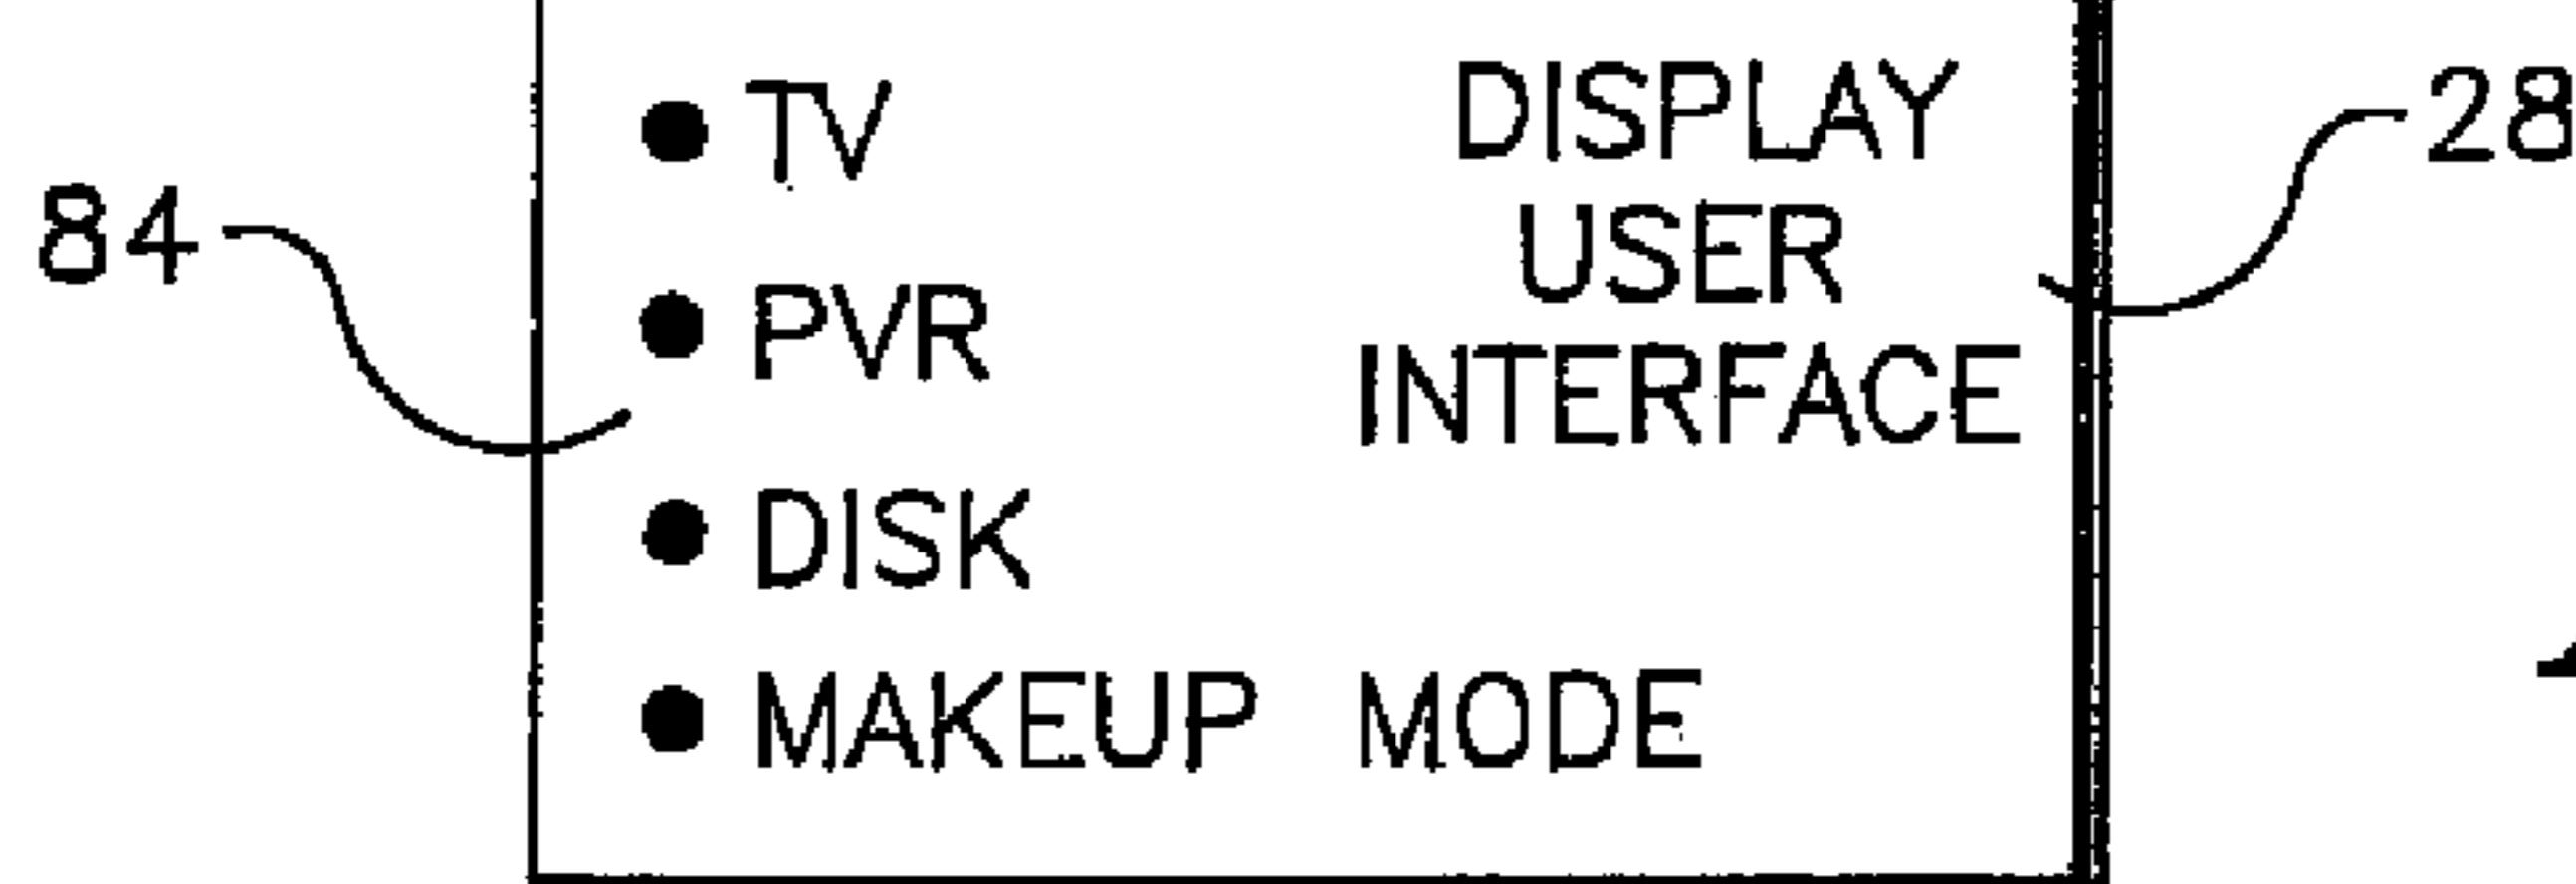 84
● TV
● PVR
● DISK
● MAKEUP MODE
DISPLAY
USER
INTERFACE
28